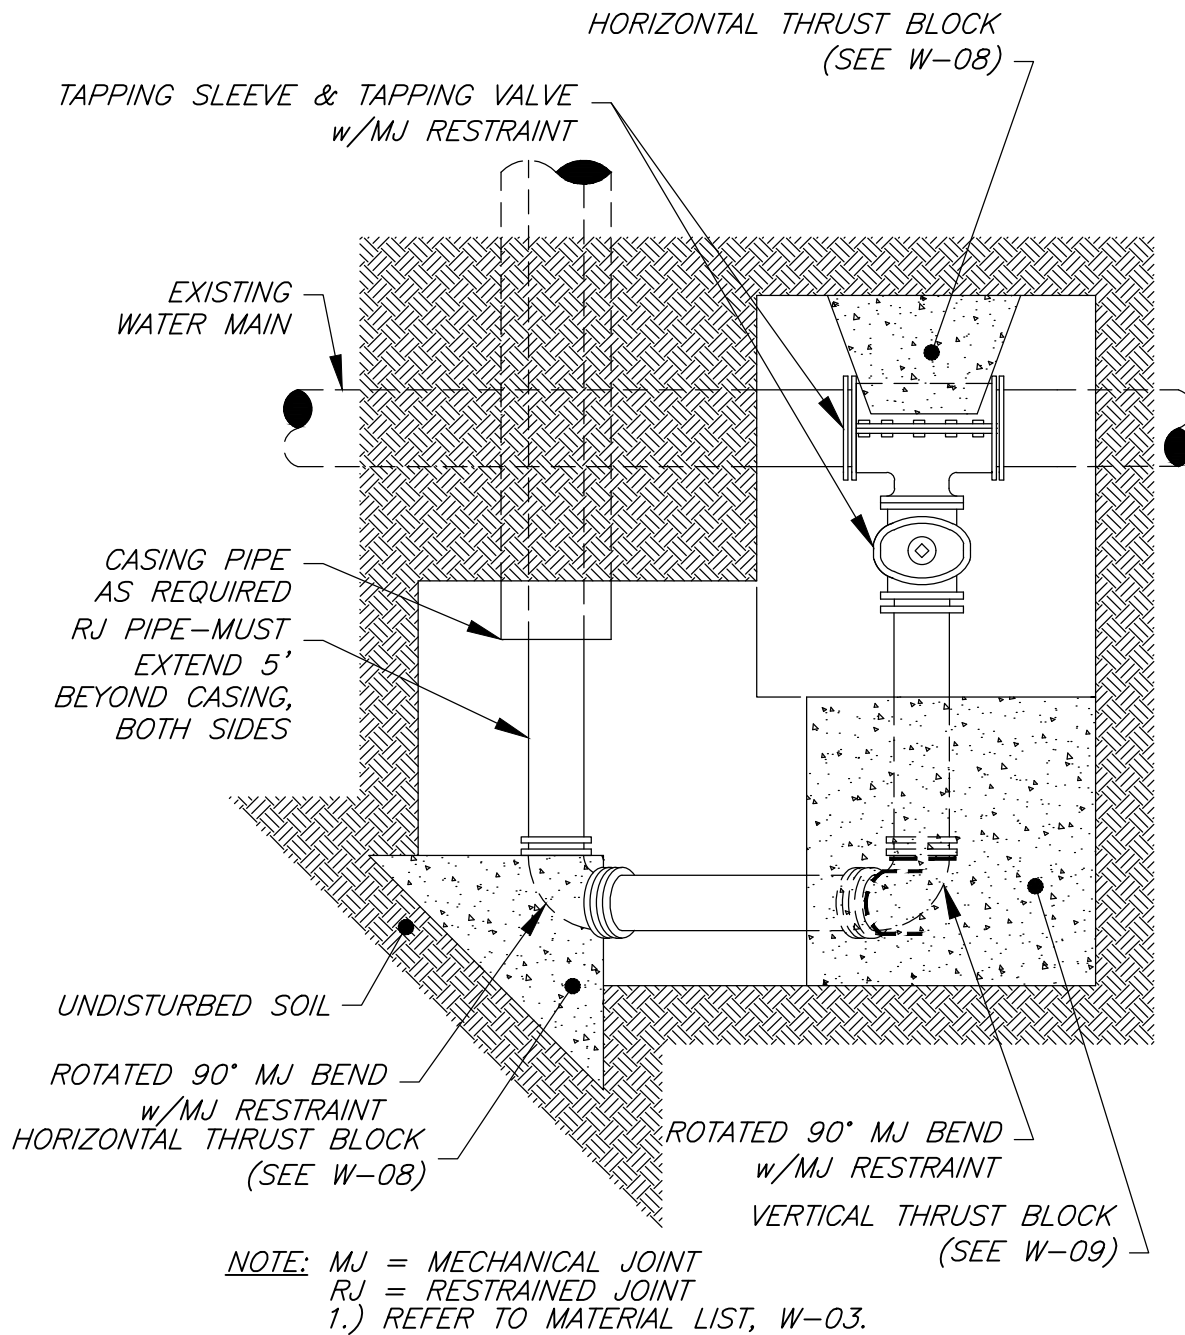 HORIZONTAL THRUST BLOCK
(SEE W-08)
TAPPING SLEEVE & TAPPING VALVE
w/MJ RESTRAINT
EXISTING
WATER MAIN
CASING PIPE
AS REQUIRED
RJ PIPE-MUST
EXTEND 5'
BEYOND CASING,
BOTH SIDES
UNDISTURBED SOIL
ROTATED 90° MJ BEND
w/MJ RESTRAINT
HORIZONTAL THRUST BLOCK
(SEE W-08)
ROTATED 90° MJ BEND
w/MJ RESTRAINT
VERTICAL THRUST BLOCK
(SEE W-09)
NOTE: MJ = MECHANICAL JOINT
RJ = RESTRAINED JOINT
1.) REFER TO MATERIAL LIST, W-03.